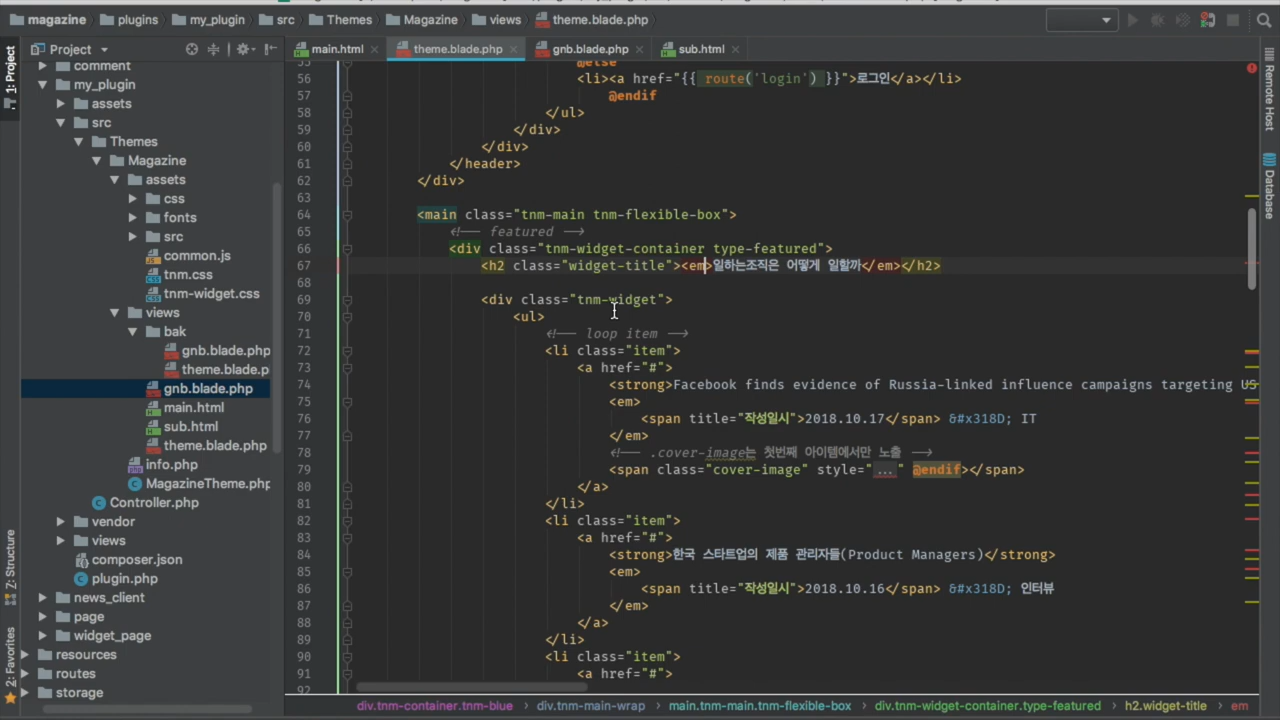 magazine plugins my_plugin src Themes Magazine views theme.blade.php
Project
main.html theme.blade.php gnb.blade.php sub.html
1: Project
Z: Structure
2: Favorites
Remote Host
Database
comment
my_plugin
assets
src
Themes
Magazine
assets
css
fonts
src
common.js
tnm.css
tnm-widget.css
views
bak
gnb.blade.php
theme.blade.p
gnb.blade.php
main.html
sub.html
theme.blade.php
info.php
MagazineTheme.php
Controller.php
vendor
views
composer.json
plugin.php
news_client
page
widget_page
resources
routes
storage
55 @else
56 <li><a href="{{ route('login') }}">로그인</a></li>
57 @endif
58 </ul>
59 </div>
60 </div>
61 </header>
62 </div>
63
64 <main class="tnm-main tnm-flexible-box">
65 <!-- featured -->
66 <div class="tnm-widget-container type-featured">
67 <h2 class="widget-title"><em>일하는조직은 어떻게 일할까</em></h2>
68
69 <div class="tnm-widget">
70 <ul>
71 <!-- loop item -->
72 <li class="item">
73 <a href="#">
74 <strong>Facebook finds evidence of Russia-linked influence campaigns targeting US
75 <em>
76 <span title="작성일시">2018.10.17</span> &#x318D; IT
77 </em>
78 <!-- .cover-image는 첫번째 아이템에서만 노출 -->
79 <span class="cover-image" style="..." @endif></span>
80 </a>
81 </li>
82 <li class="item">
83 <a href="#">
84 <strong>한국 스타트업의 제품 관리자들(Product Managers)</strong>
85 <em>
86 <span title="작성일시">2018.10.16</span> &#x318D; 인터뷰
87 </em>
88 </a>
89 </li>
90 <li class="item">
91 <a href="#">
92
div.tnm-container.tnm-blue div.tnm-main-wrap main.tnm-main.tnm-flexible-box div.tnm-widget-container.type-featured h2.widget-title em